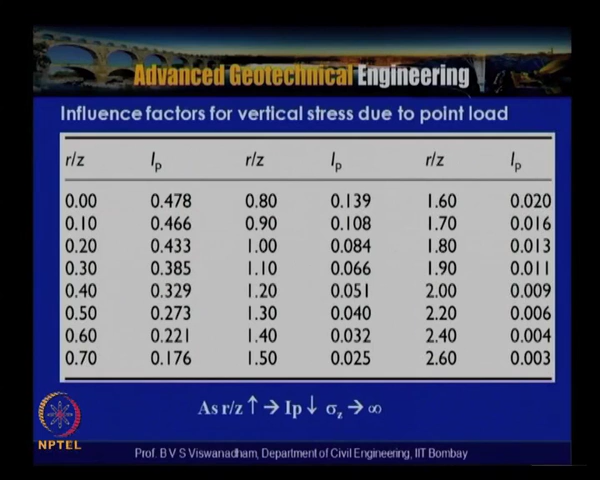 Advanced Geotechnical Engineering
Influence factors for vertical stress due to point load
r/z Ip r/z Ip r/z Ip
0.00 0.478 0.80 0.139 1.60 0.020
0.10 0.466 0.90 0.108 1.70 0.016
0.20 0.433 1.00 0.084 1.80 0.013
0.30 0.385 1.10 0.066 1.90 0.011
0.40 0.329 1.20 0.051 2.00 0.009
0.50 0.273 1.30 0.040 2.20 0.006
0.60 0.221 1.40 0.032 2.40 0.004
0.70 0.176 1.50 0.025 2.60 0.003
As r/z ↑ → Ip ↓ σz → ∞
NPTEL
Prof. B V S Viswanadham, Department of Civil Engineering, IIT Bombay